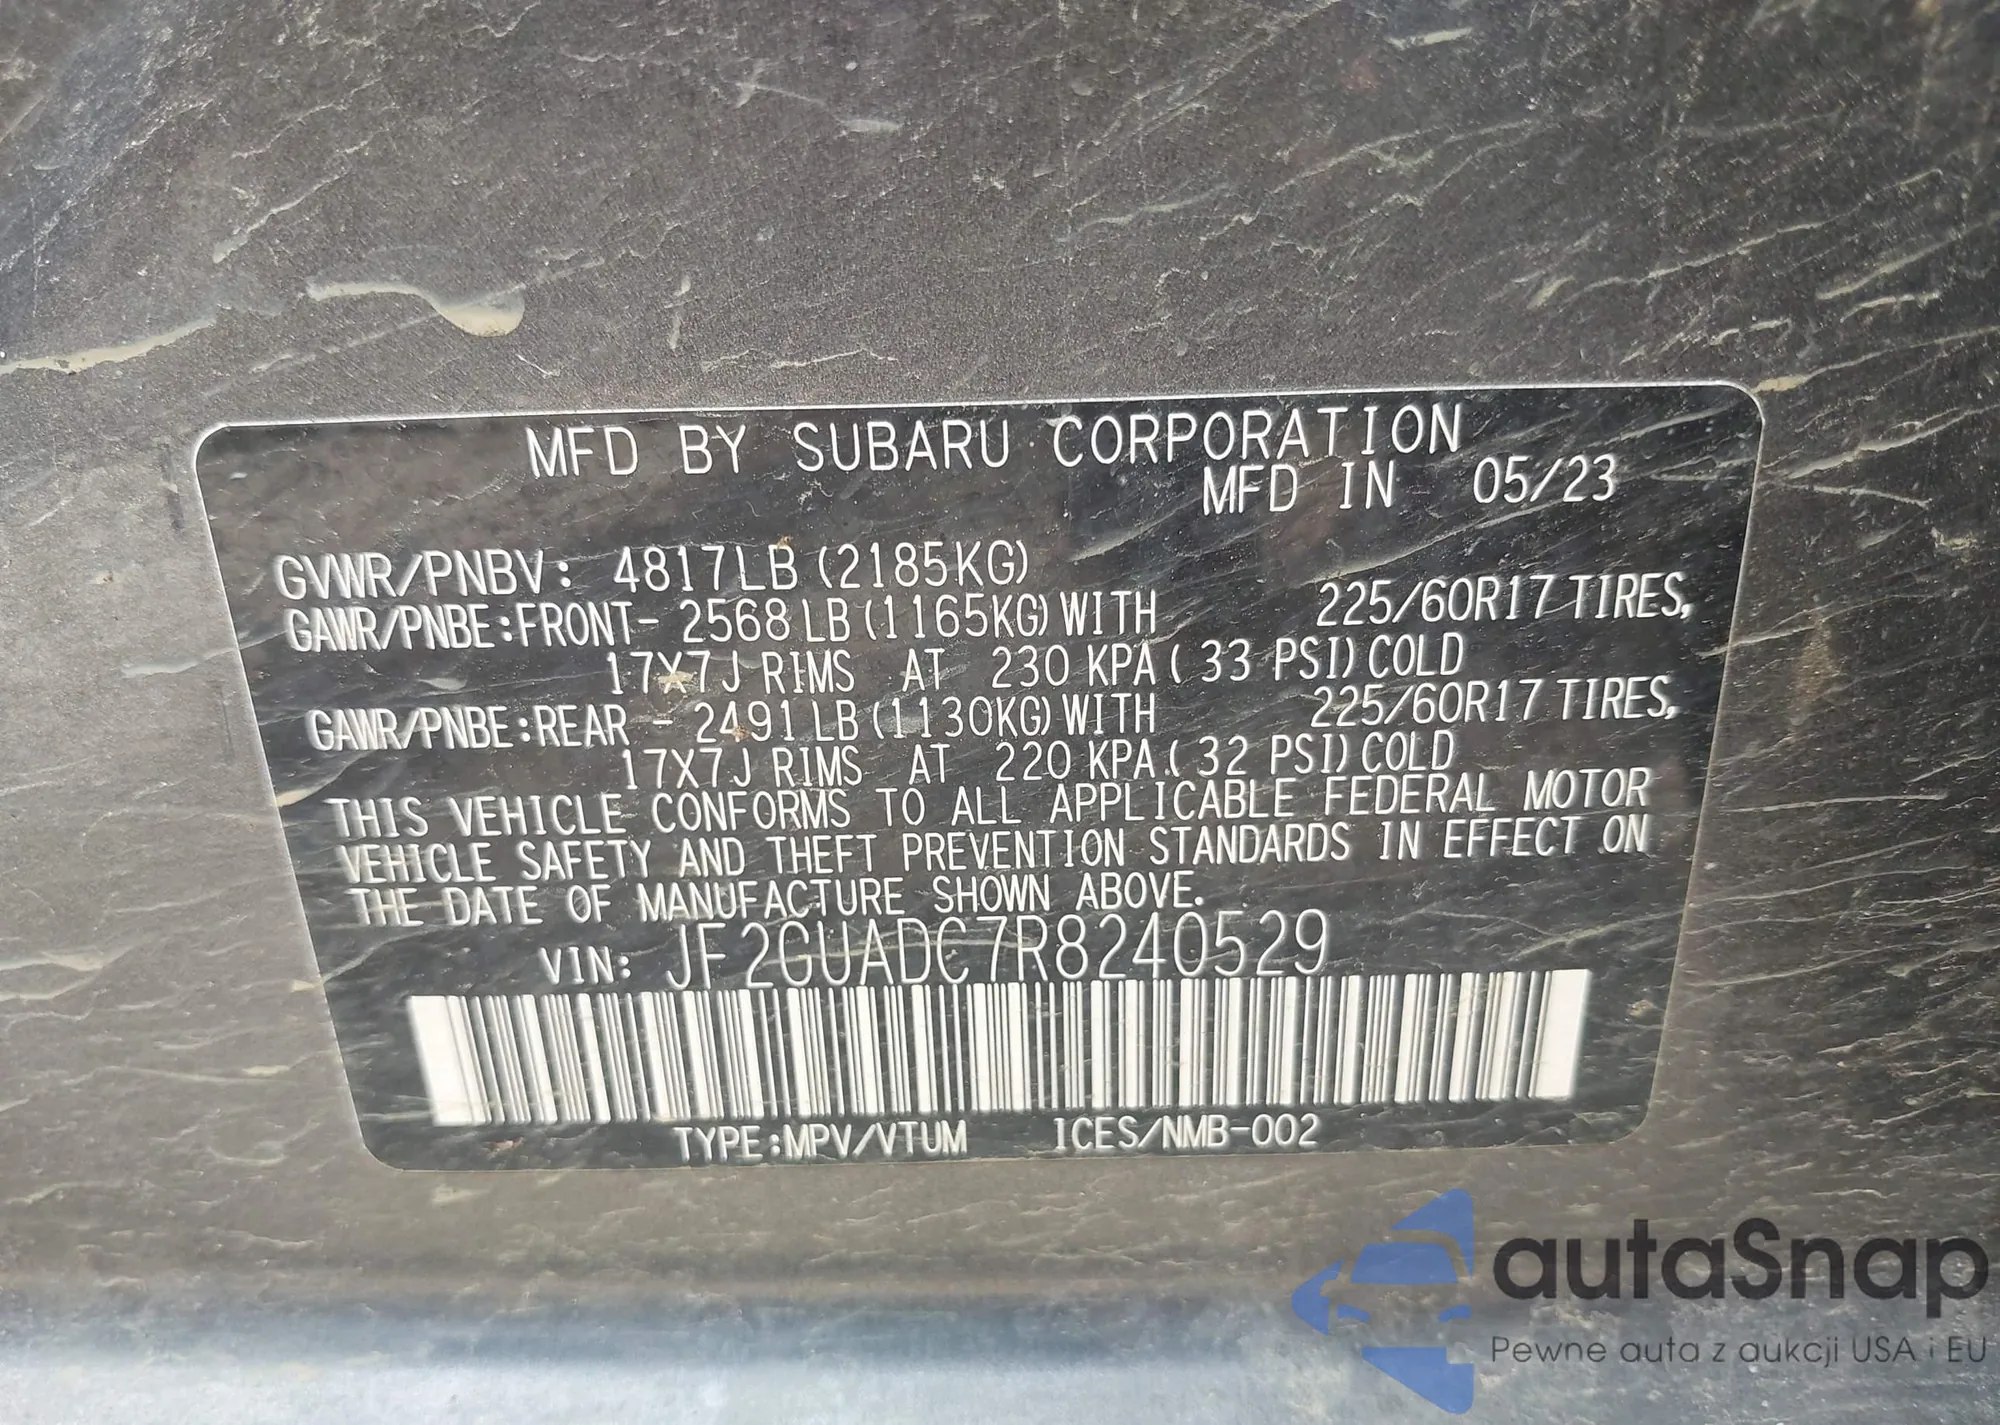 MFD BY SUBARU CORPORATION
MFD IN 05/23
GVWR/PNBV: 4817LB (2185KG)
GAWR/PNBE:FRONT- 2568LB(1165KG)WITH 225/60R17 TIRES,
17X7J RIMS AT 230 KPA( 33 PSI)COLD
GAWR/PNBE:REAR - 2491LB(1130KG)WITH 225/60R17 TIRES,
17X7J RIMS AT 220 KPA.( 32 PSI)COLD
THIS VEHICLE CONFORMS TO ALL APPLICABLE FEDERAL MOTOR
VEHICLE SAFETY AND THEFT PREVENTION STANDARDS IN EFFECT ON
THE DATE OF MANUFACTURE SHOWN ABOVE.
VIN: JF2GUADC7R8240529
TYPE:MPV/VTUM ICES/NMB-002
autaSnap
Pewne auta z aukcji USA i EU